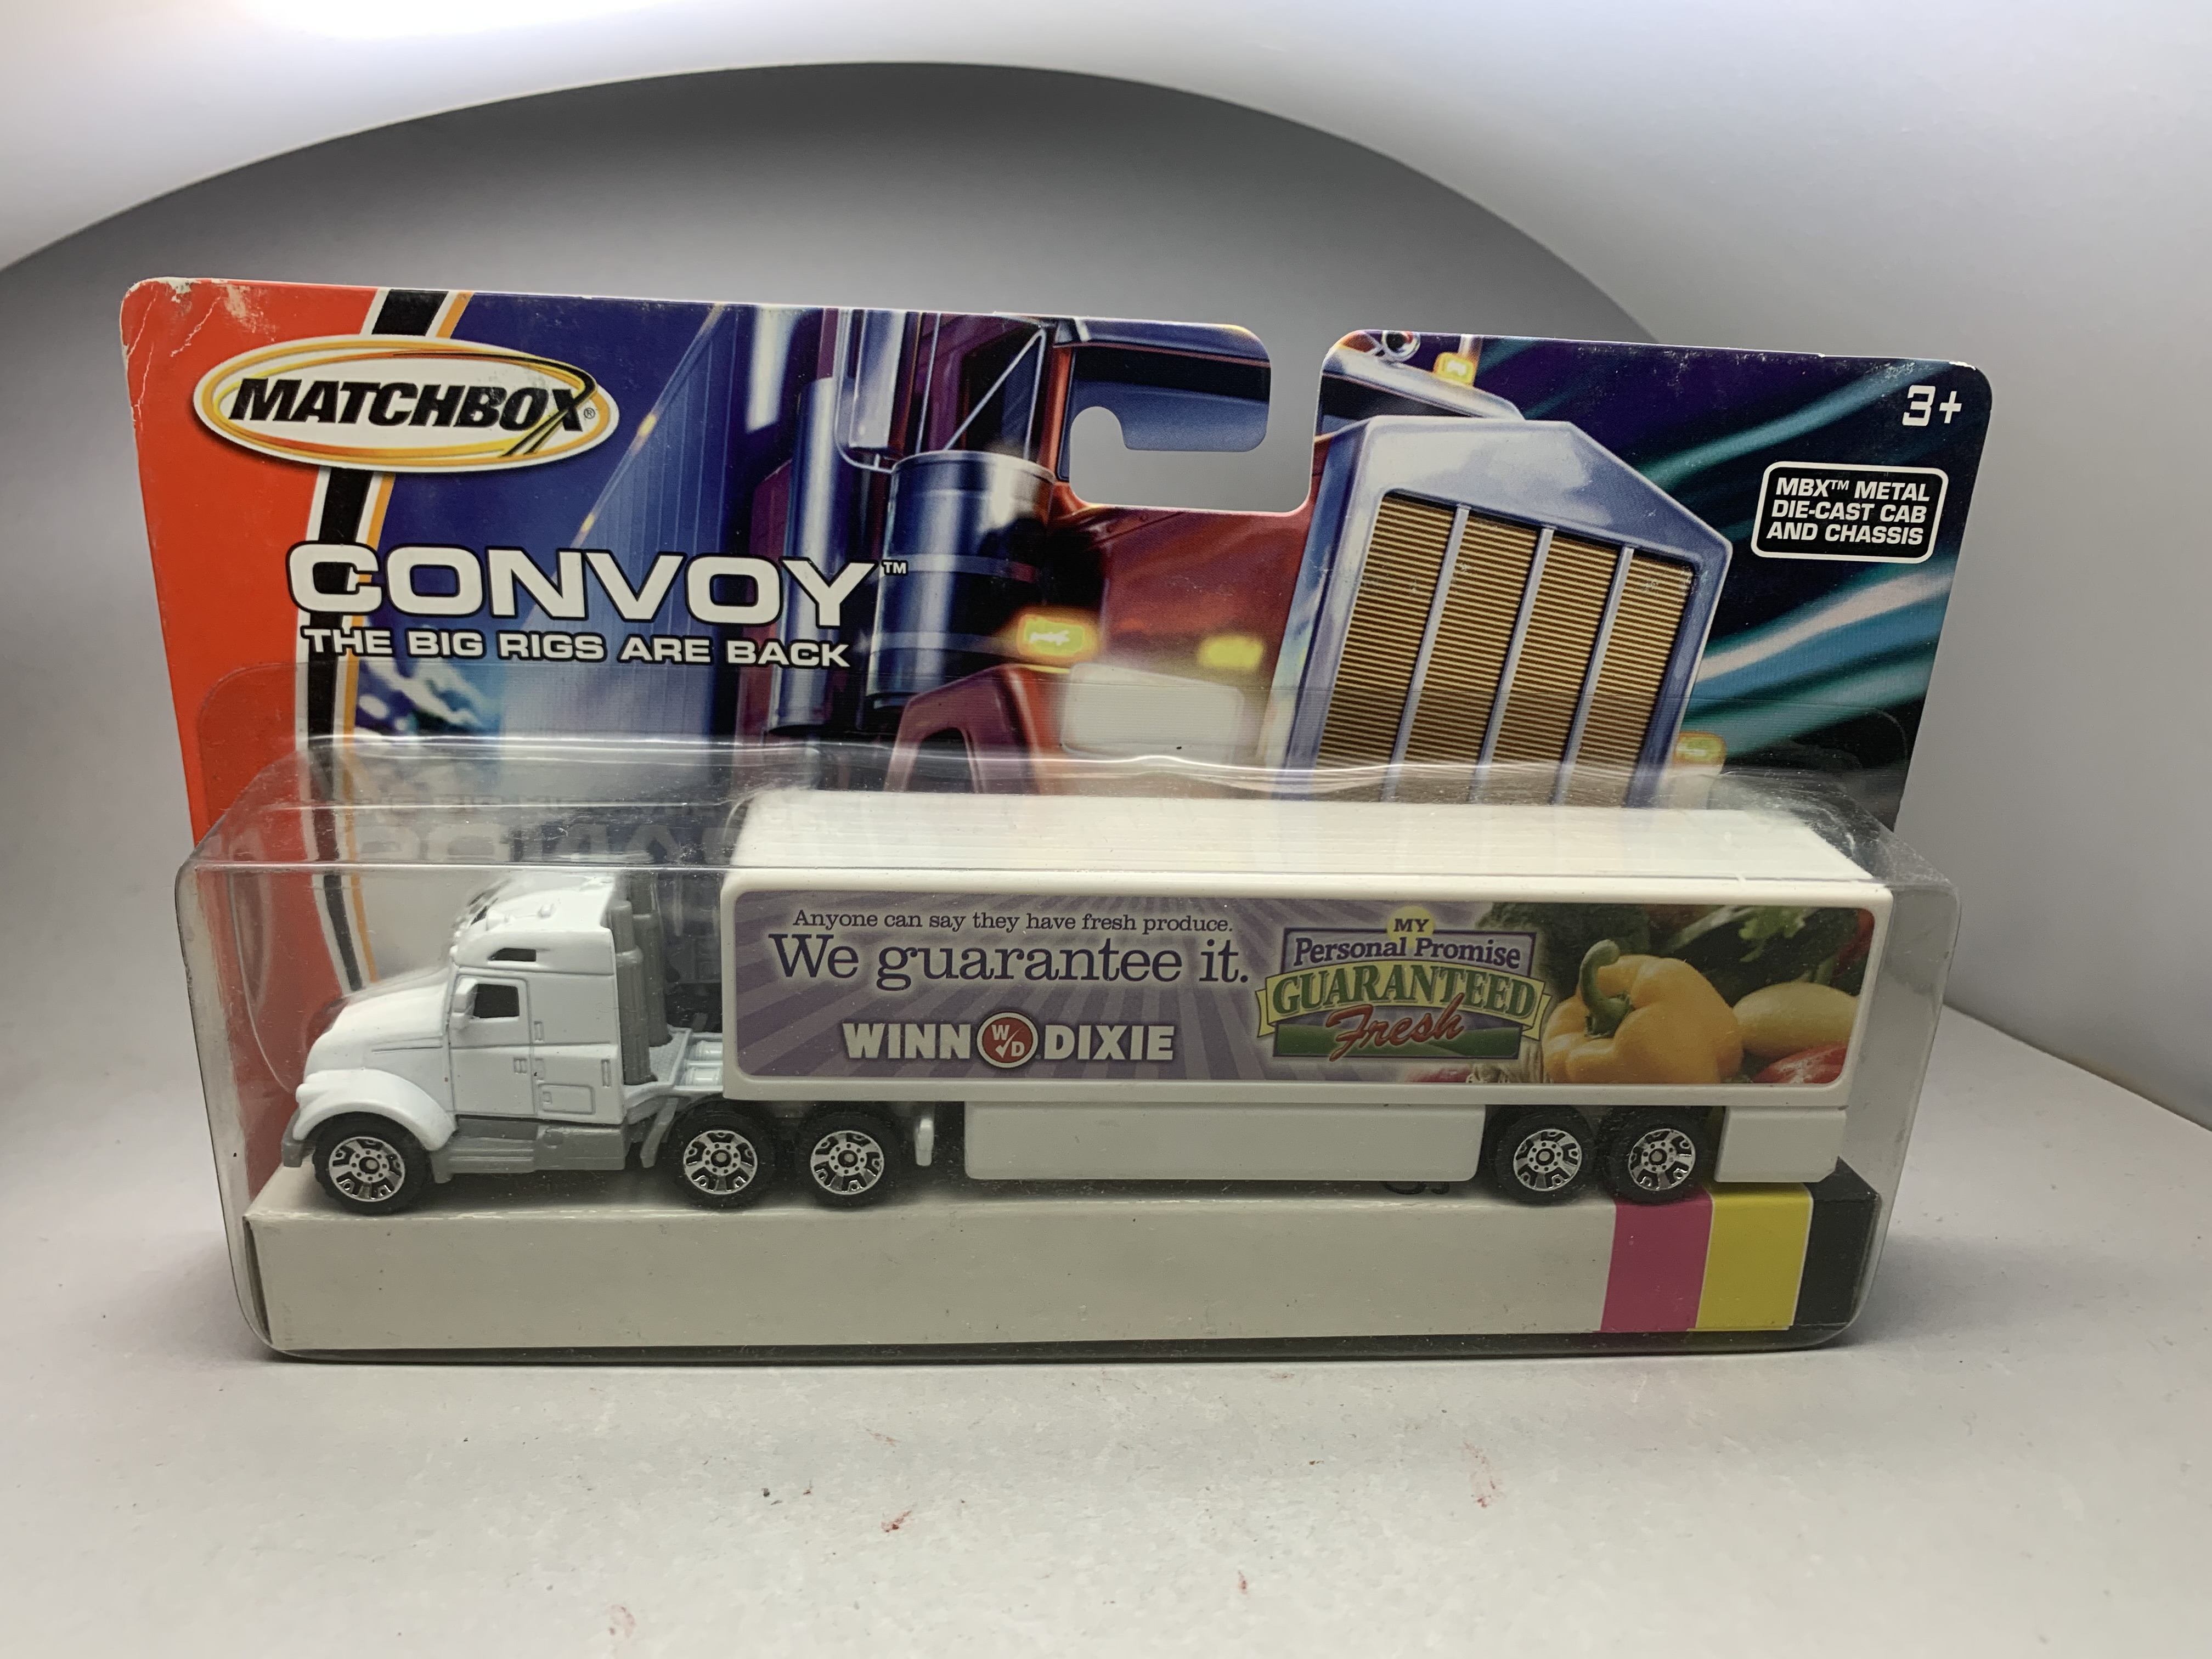 MATCHBOX®
CONVOY™
THE BIG RIGS ARE BACK
3+
MBX™ METAL
DIE-CAST CAB
AND CHASSIS
Anyone can say they have fresh produce.
We guarantee it.
WINN W D DIXIE
MY
Personal Promise
GUARANTEED
Fresh